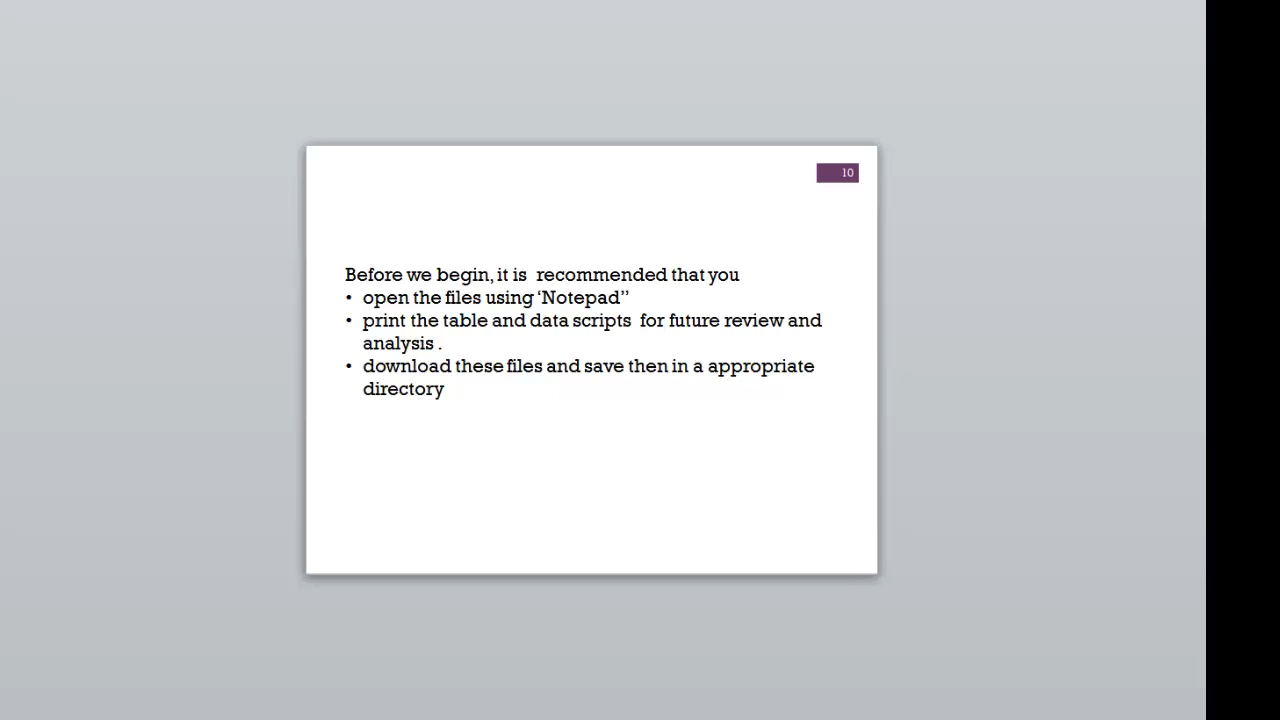 10
Before we begin, it is  recommended that you
• open the files using ‘Notepad”
• print the table and data scripts  for future review and
analysis .
• download these files and save then in a appropriate
directory